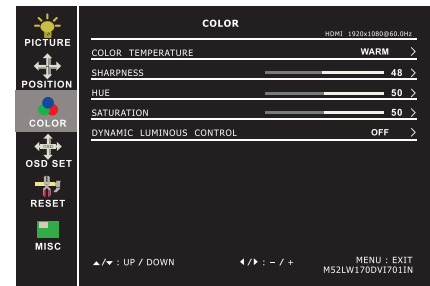 PICTURE
POSITION
COLOR
OSD SET
RESET
MISC
COLOR
HDMI 1920x1080@60.0Hz
COLOR TEMPERATURE WARM >
SHARPNESS 48 >
HUE 50 >
SATURATION 50 >
DYNAMIC LUMINOUS CONTROL OFF >
▲/▼ : UP / DOWN ◀/▶ : – / + MENU : EXIT
M52LW170DVI701IN